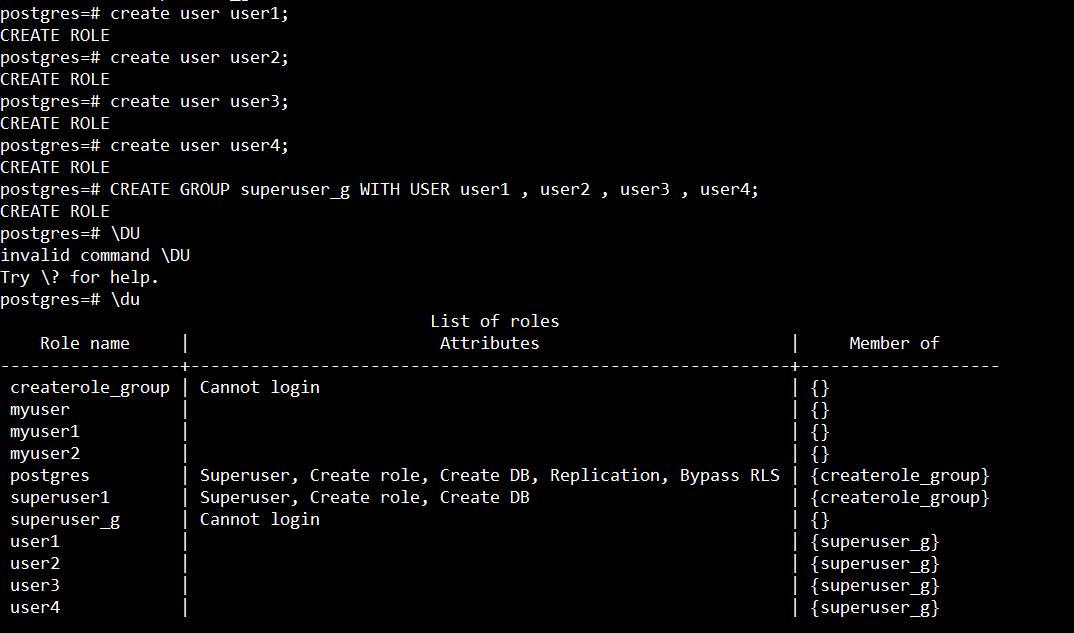 postgres=# create user user1;
CREATE ROLE
postgres=# create user user2;
CREATE ROLE
postgres=# create user user3;
CREATE ROLE
postgres=# create user user4;
CREATE ROLE
postgres=# CREATE GROUP superuser_g WITH USER user1 , user2 , user3 , user4;
CREATE ROLE
postgres=# \DU
invalid command \DU
Try \? for help.
postgres=# \du
List of roles
Role name | Attributes | Member of
------------------+------------------------------------------------------------+--------------------
createrole_group | Cannot login | {}
myuser | | {}
myuser1 | | {}
myuser2 | | {}
postgres | Superuser, Create role, Create DB, Replication, Bypass RLS | {createrole_group}
superuser1 | Superuser, Create role, Create DB | {createrole_group}
superuser_g | Cannot login | {}
user1 | | {superuser_g}
user2 | | {superuser_g}
user3 | | {superuser_g}
user4 | | {superuser_g}